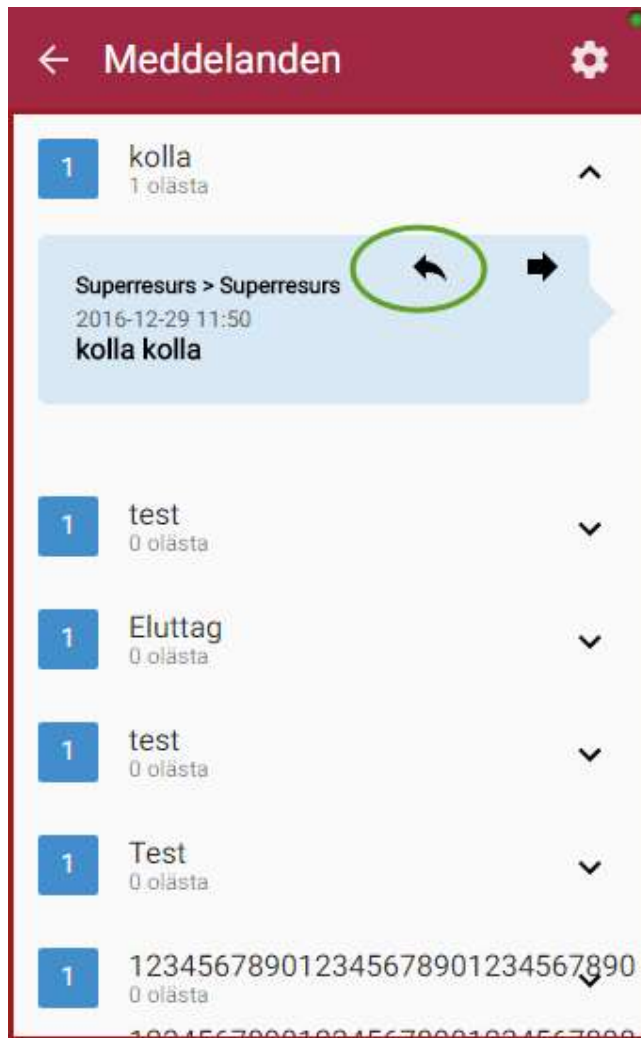 Meddelanden
1
kolla
1 olästa
Superresurs > Superresurs
2016-12-29 11:50
kolla kolla
1
test
0 olästa
1
Eluttag
0 olästa
1
test
0 olästa
1
Test
0 olästa
1
123456789012345678901234567890
0 olästa